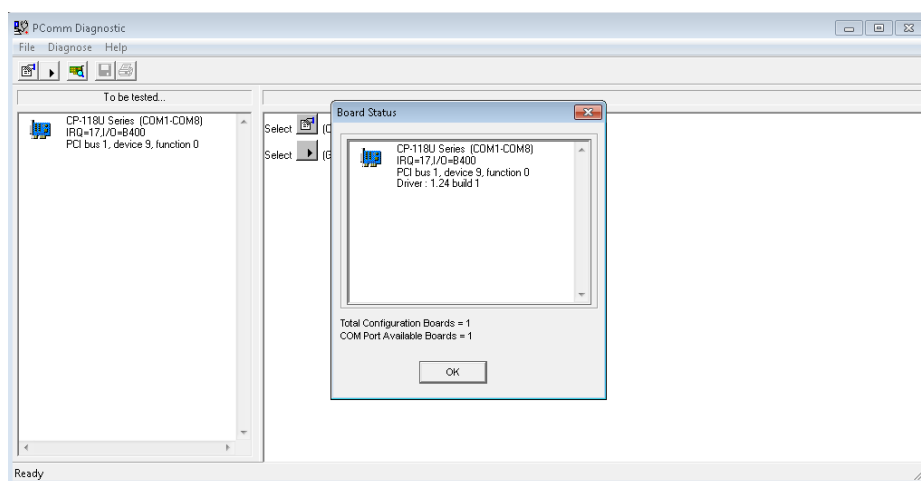 PComm Diagnostic
File Diagnose Help
To be tested...
CP-118U Series (COM1-COM8)
IRQ=17,I/O=B400
PCI bus 1, device 9, function 0
Select
Select
Board Status
CP-118U Series (COM1-COM8)
IRQ=17,I/O=B400
PCI bus 1, device 9, function 0
Driver : 1.24 build 1
Total Configuration Boards = 1
COM Port Available Boards = 1
OK
Ready